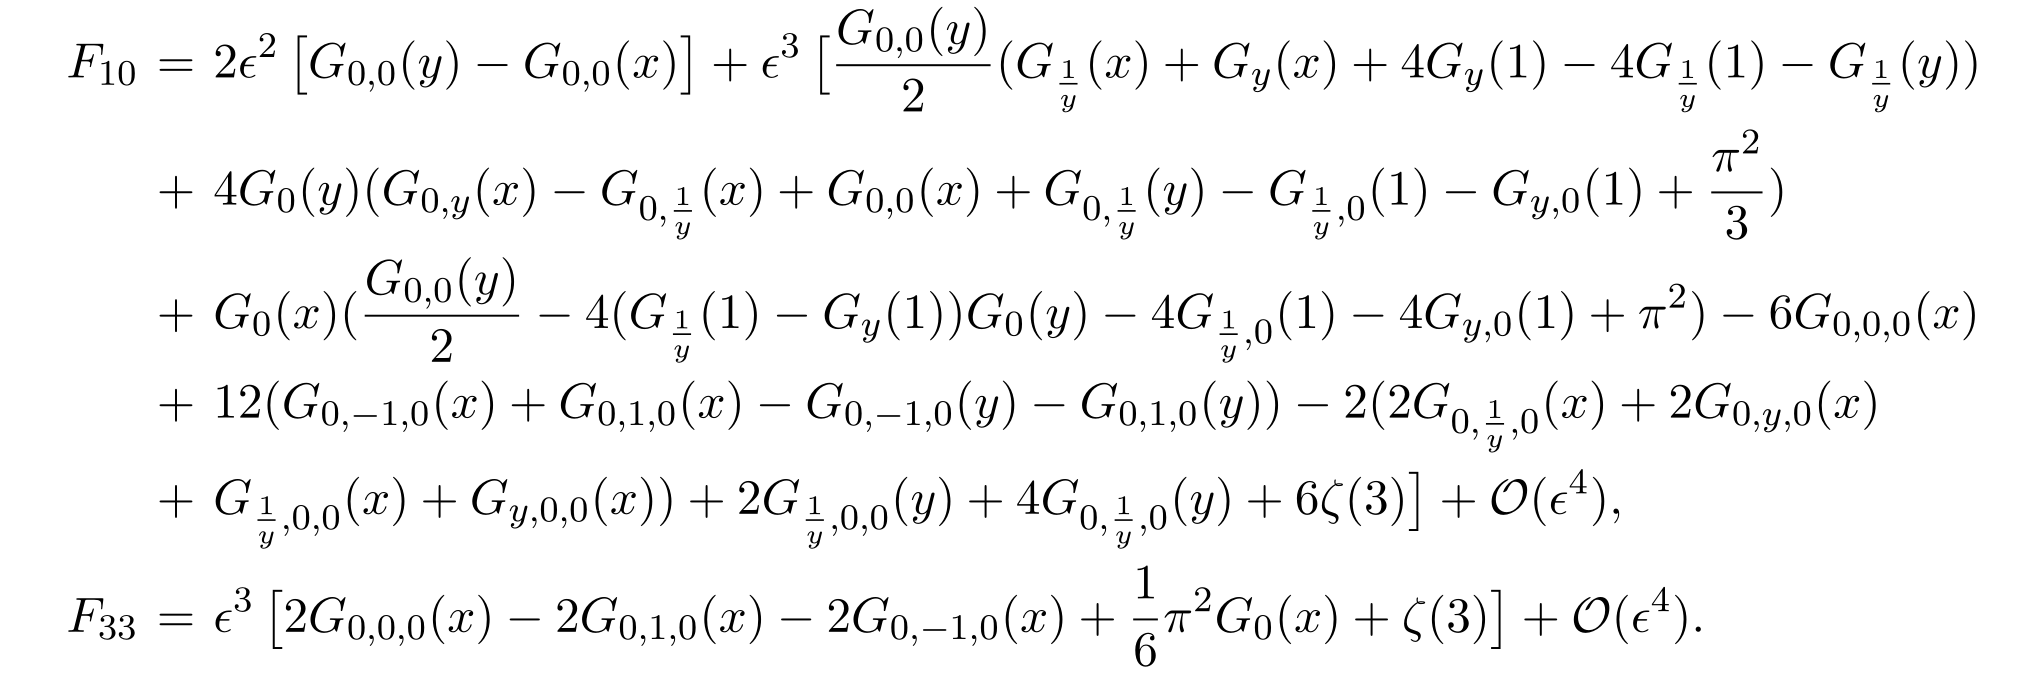 F_{10} = 2\epsilon^2 [G_{0,0}(y) - G_{0,0}(x)] + \epsilon^3 [\frac{G_{0,0}(y)}{2}(G_{\frac{1}{y}}(x) + G_y(x) + 4G_y(1) - 4G_{\frac{1}{y}}(1) - G_{\frac{1}{y}}(y))
+ 4G_0(y)(G_{0,y}(x) - G_{0,\frac{1}{y}}(x) + G_{0,0}(x) + G_{0,\frac{1}{y}}(y) - G_{\frac{1}{y},0}(1) - G_{y,0}(1) + \frac{\pi^2}{3})
+ G_0(x)(\frac{G_{0,0}(y)}{2} - 4(G_{\frac{1}{y}}(1) - G_y(1))G_0(y) - 4G_{\frac{1}{y},0}(1) - 4G_{y,0}(1) + \pi^2) - 6G_{0,0,0}(x)
+ 12(G_{0,-1,0}(x) + G_{0,1,0}(x) - G_{0,-1,0}(y) - G_{0,1,0}(y)) - 2(2G_{0,\frac{1}{y},0}(x) + 2G_{0,y,0}(x)
+ G_{\frac{1}{y},0,0}(x) + G_{y,0,0}(x)) + 2G_{\frac{1}{y},0,0}(y) + 4G_{0,\frac{1}{y},0}(y) + 6\zeta(3)] + \mathcal{O}(\epsilon^4),
F_{33} = \epsilon^3 [2G_{0,0,0}(x) - 2G_{0,1,0}(x) - 2G_{0,-1,0}(x) + \frac{1}{6}\pi^2 G_0(x) + \zeta(3)] + \mathcal{O}(\epsilon^4).